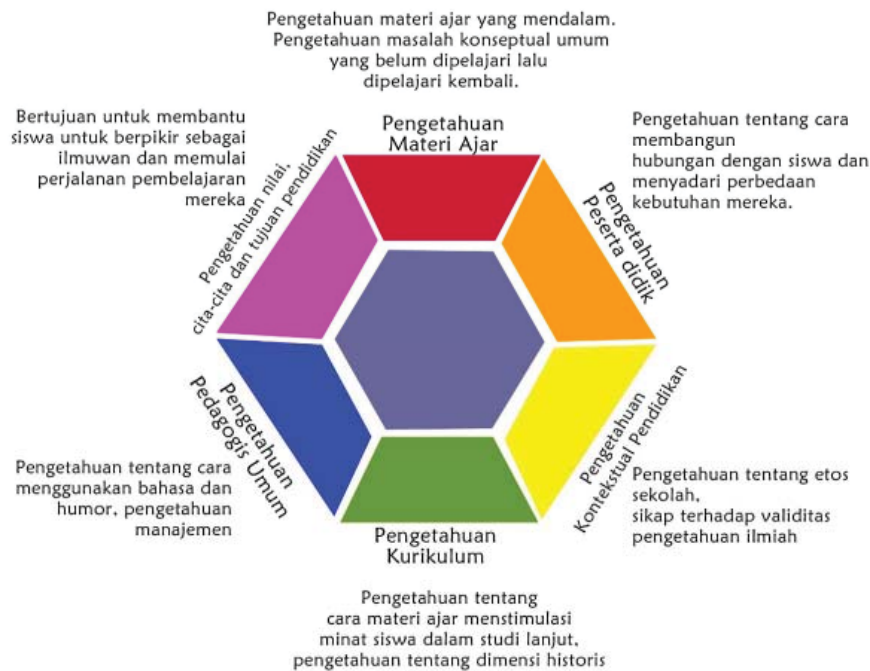 Pengetahuan materi ajar yang mendalam.
Pengetahuan masalah konseptual umum
yang belum dipelajari lalu
dipelajari kembali.
Bertujuan untuk membantu
siswa untuk berpikir sebagai
ilmuwan dan memulai
perjalanan pembelajaran
mereka
Pengetahuan nilai,
cita-cita dan tujuan pendidikan
Pengetahuan
Materi Ajar
Pengetahuan tentang cara
membangun
hubungan dengan siswa dan
menyadari perbedaan
kebutuhan mereka.
Pengetahuan
Peserta didik
Pengetahuan
Pedagogis Umum
Pengetahuan tentang cara
menggunakan bahasa dan
humor, pengetahuan
manajemen
Pengetahuan
Kontekstual Pendidikan
Pengetahuan tentang etos
sekolah,
sikap terhadap validitas
pengetahuan ilmiah
Pengetahuan
Kurikulum
Pengetahuan tentang
cara materi ajar menstimulasi
minat siswa dalam studi lanjut,
pengetahuan tentang dimensi historis